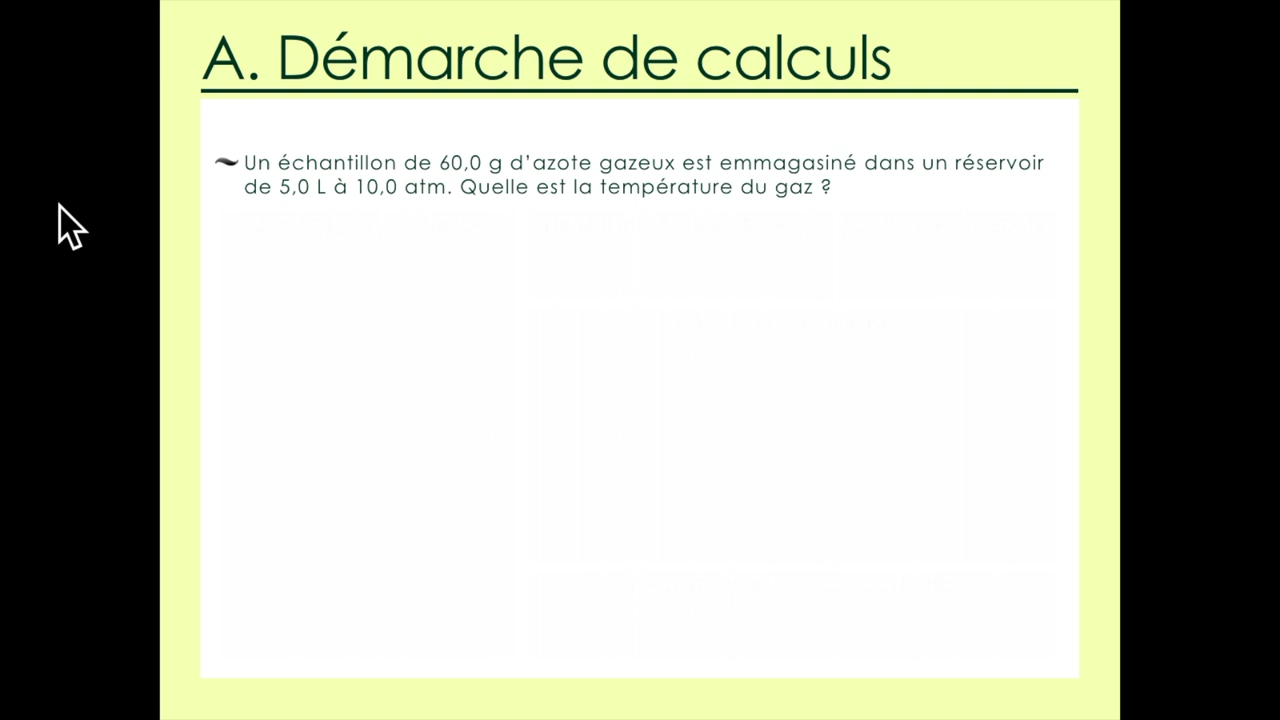 A. Démarche de calculs
Un échantillon de 60,0 g d’azote gazeux est emmagasiné dans un réservoir
de 5,0 L à 10,0 atm. Quelle est la température du gaz ?